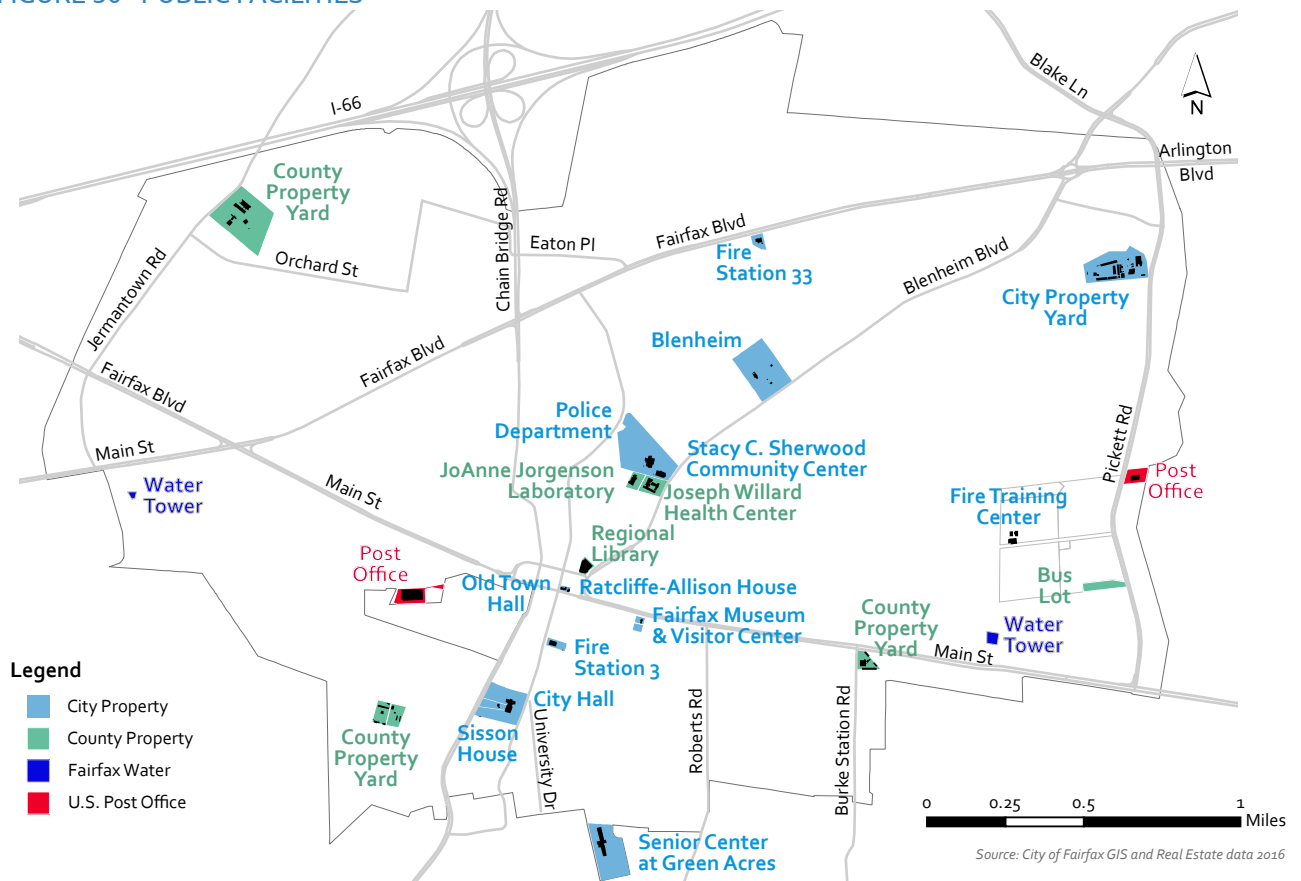 FIGURE 50 PUBLIC FACILITIES
I-66
Blake Ln
N
Arlington
Blvd
County
Property
Yard
Chain Bridge Rd
Eaton Pl
Fairfax Blvd
Fire
Station 33
Blenheim Blvd
Orchard St
Jermantown Rd
City Property
Yard
Blenheim
Fairfax Blvd
Fairfax Blvd
Police
Department
Stacy C. Sherwood
Community Center
Pickett Rd
Main St
JoAnne Jorgenson
Laboratory
Joseph Willard
Health Center
Post
Office
Water
Tower
Main St
Fire Training
Center
Regional
Library
Post
Office
Old Town
Hall
Ratcliffe-Allison House
Bus
Lot
Fairfax Museum
& Visitor Center
County
Property
Yard
Water
Tower
Main St
Fire
Station 3
City Hall
Sisson
House
University Dr
Roberts Rd
Burke Station Rd
County
Property
Yard
Legend
City Property
County Property
Fairfax Water
U.S. Post Office
Senior Center
at Green Acres
0 0.25 0.5 1
Miles
Source: City of Fairfax GIS and Real Estate data 2016